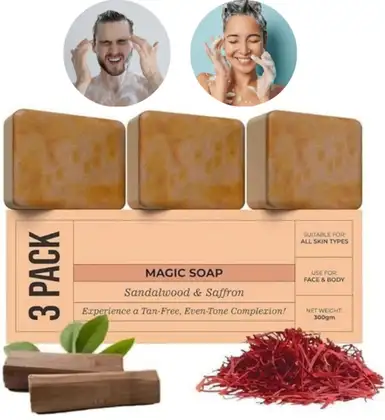 3 PACK
MAGIC SOAP
Sandalwood & Saffron
Experience a Tan-Free, Even-Tone Complexion!
SUITABLE FOR:
ALL SKIN TYPES
USE FOR:
FACE & BODY
NET WEIGHT:
300gm